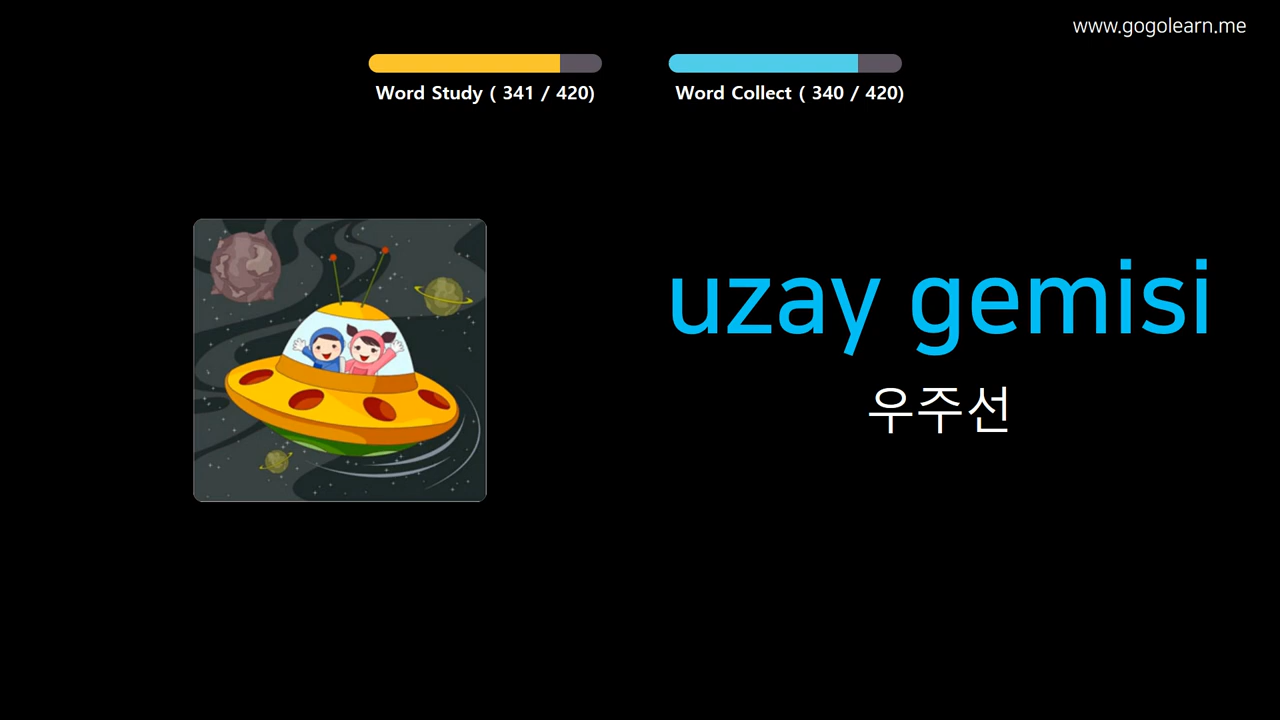 www.gogolearn.me
Word Study ( 341 / 420)
Word Collect ( 340 / 420)
uzay gemisi
우주선